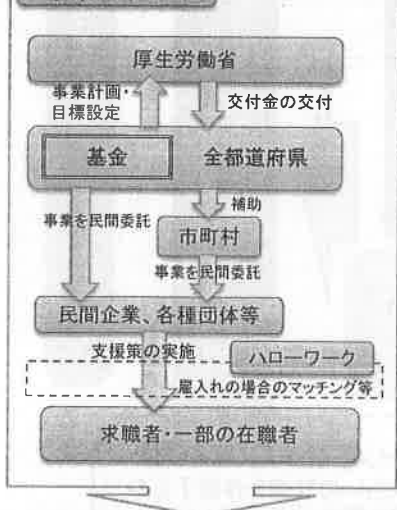 厚生労働省
事業計画・
目標設定
交付金の交付
基金
全都道府県
補助
事業を民間委託
市町村
事業を民間委託
民間企業、各種団体等
支援策の実施
ハローワーク
雇入れの場合のマッチング等
求職者・一部の在職者